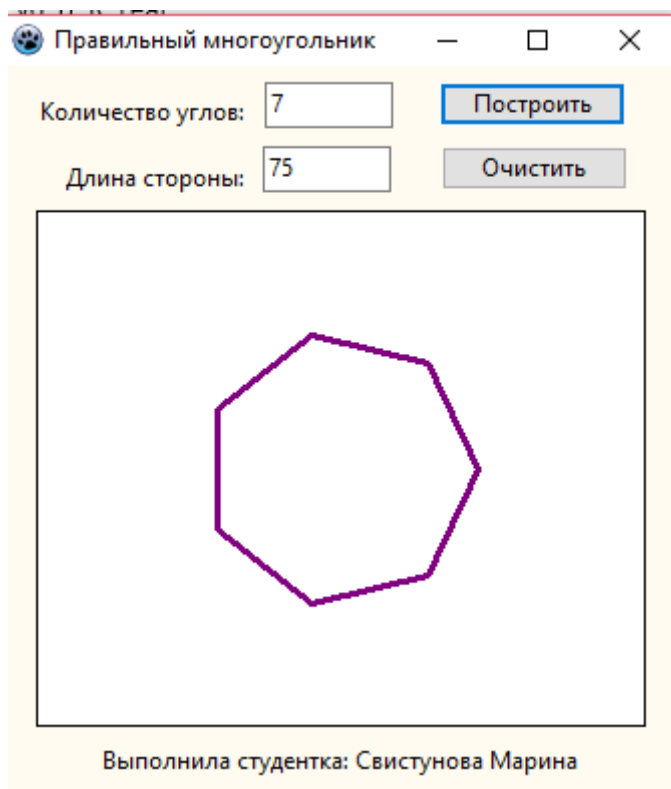 Правильный многоугольник
Количество углов: 7 Построить
Длина стороны: 75 Очистить
Выполнила студентка: Свистунова Марина